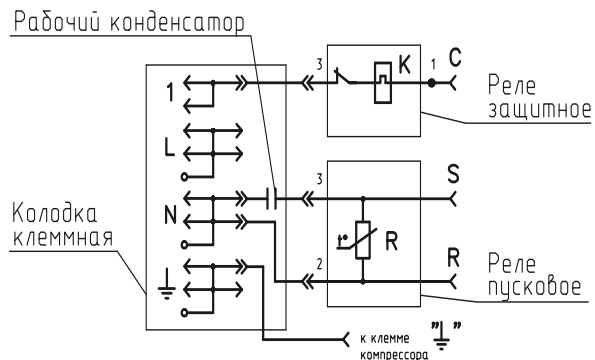 Рабочий конденсатор
3
K
1
C
1
Реле
защитное
L
3
S
N
Колодка
клеммная
t°
R
2
R
Реле
пусковое
к клемме " "
компрессора